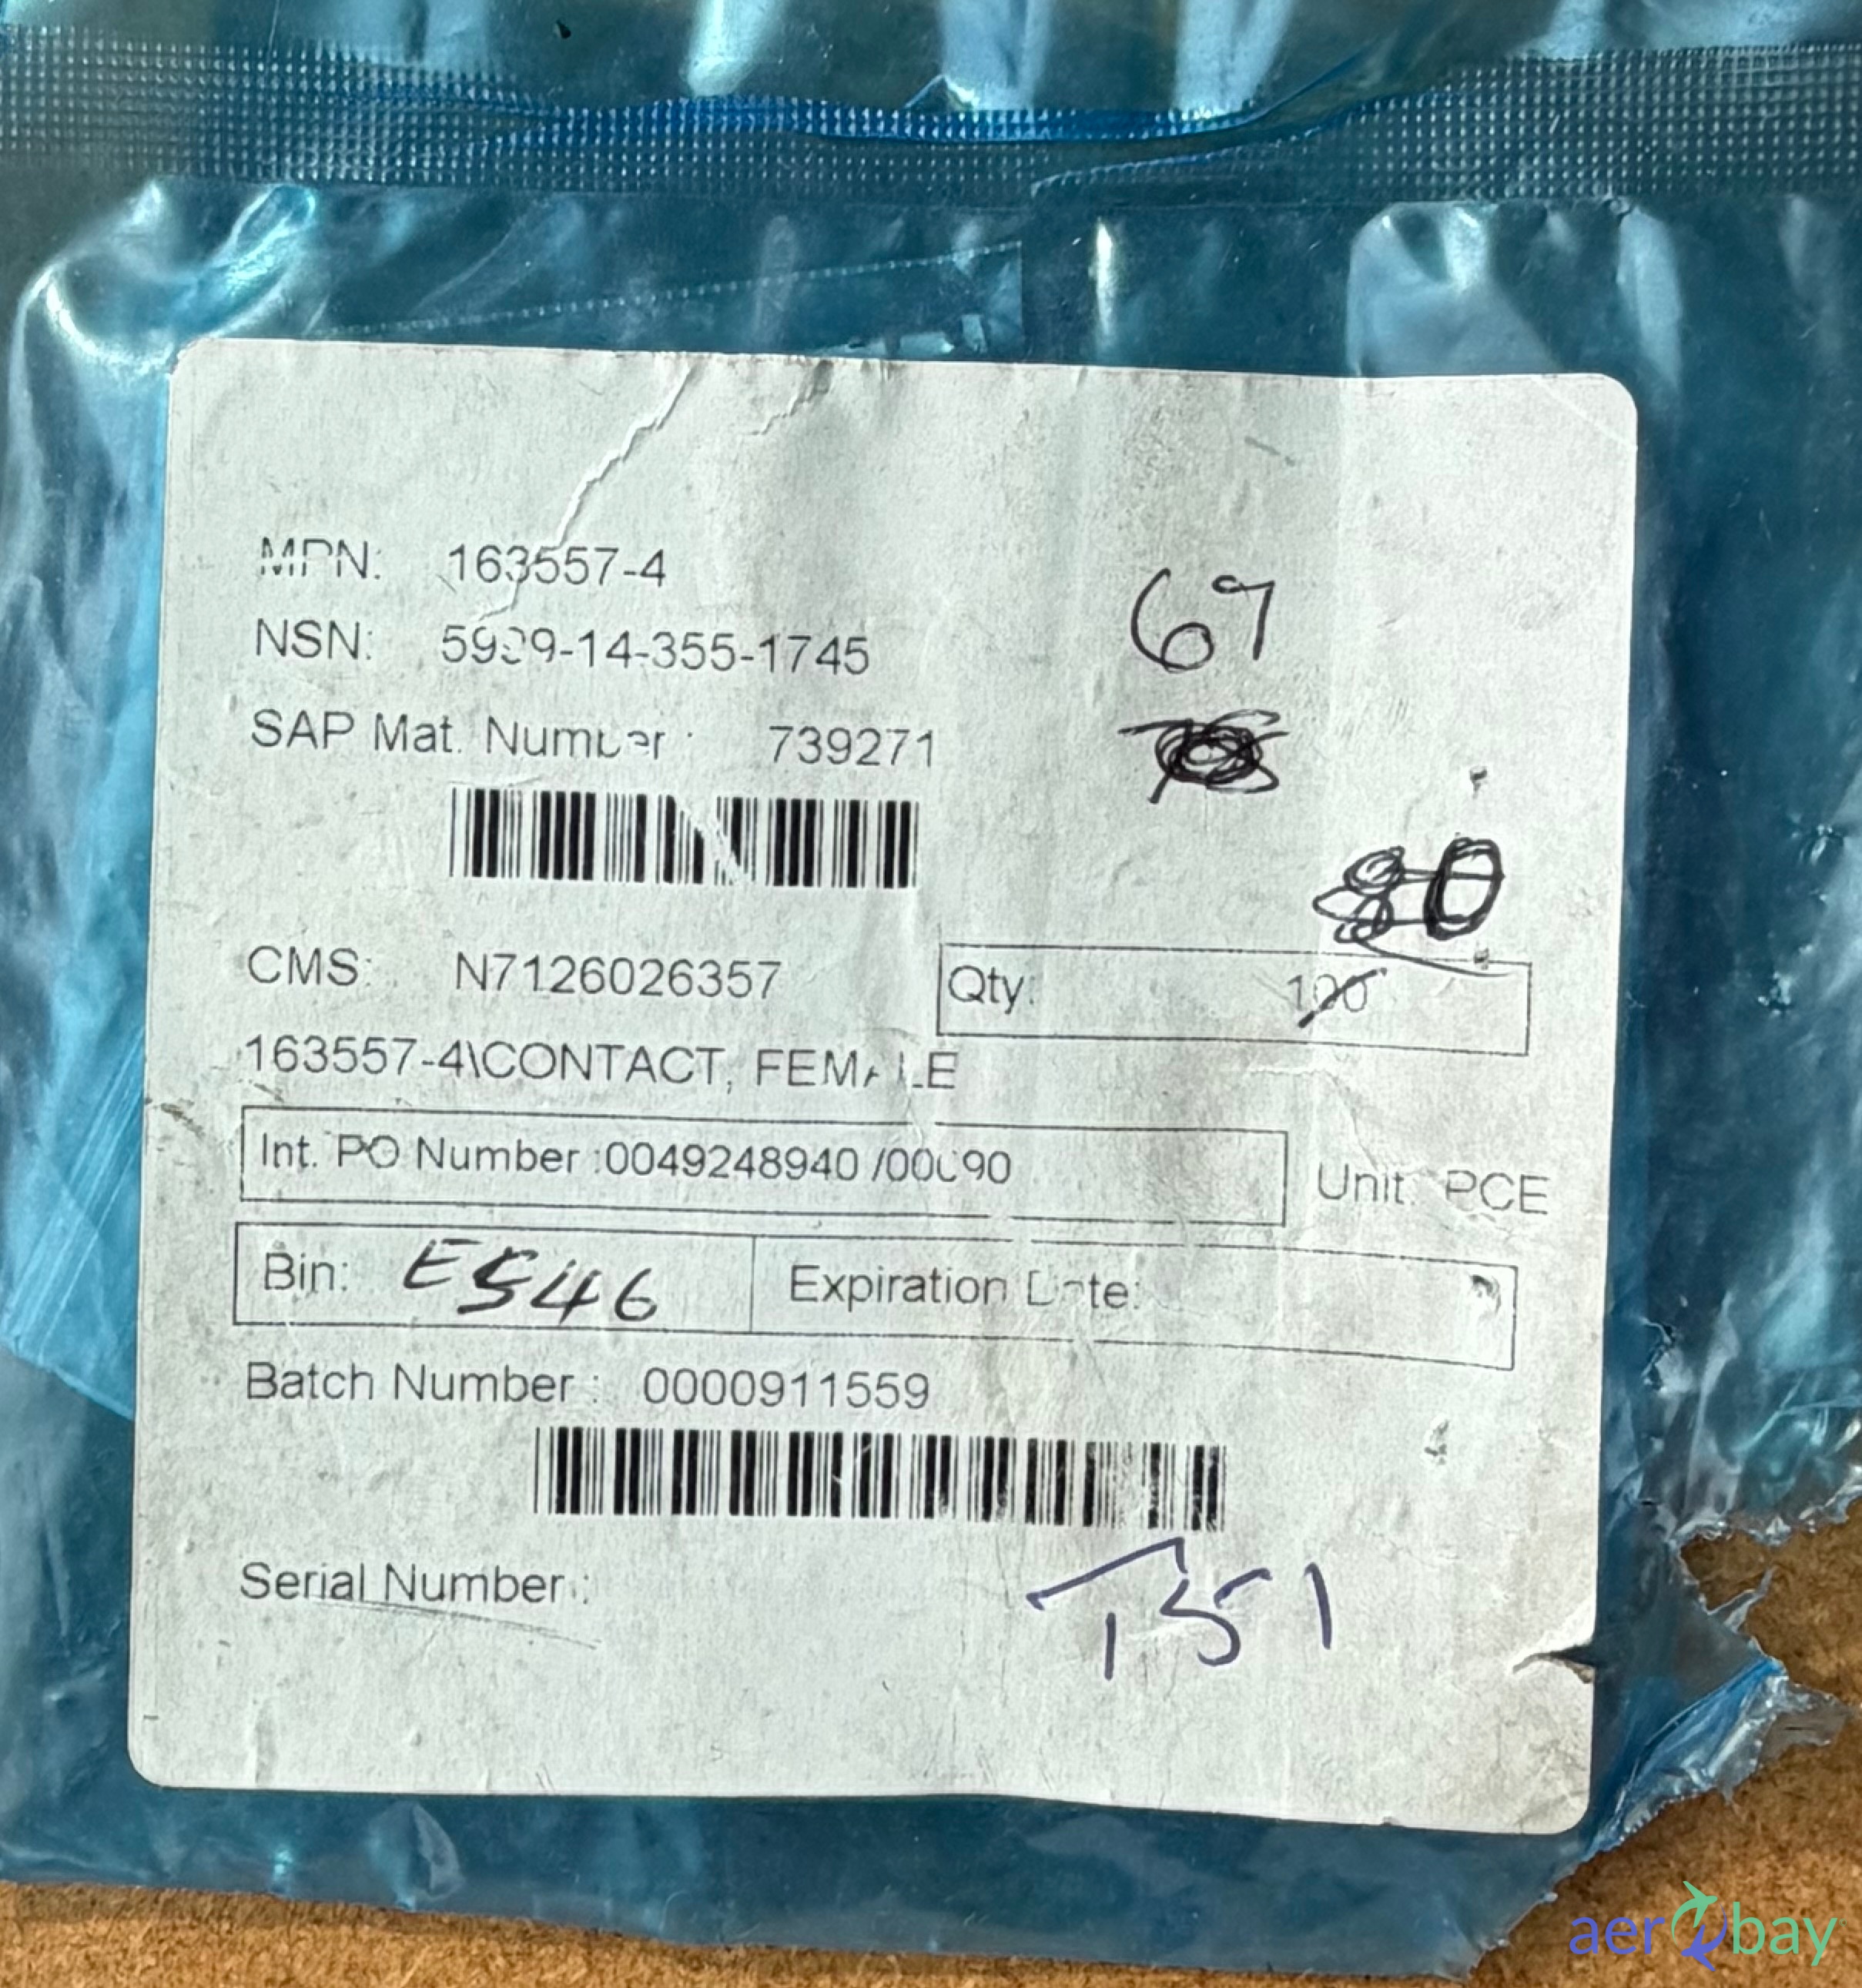 MPN: 163557-4
NSN: 5999-14-355-1745
69
SAP Mat. Number : 739271
CMS: N7126026357
Qty: 100
163557-4\CONTACT, FEMALE
Int. PO Number :0049248940 /00090
Unit: PCE
Bin: E546
Expiration Date:
Batch Number : 0000911559
Serial Number :
T351
aerobay